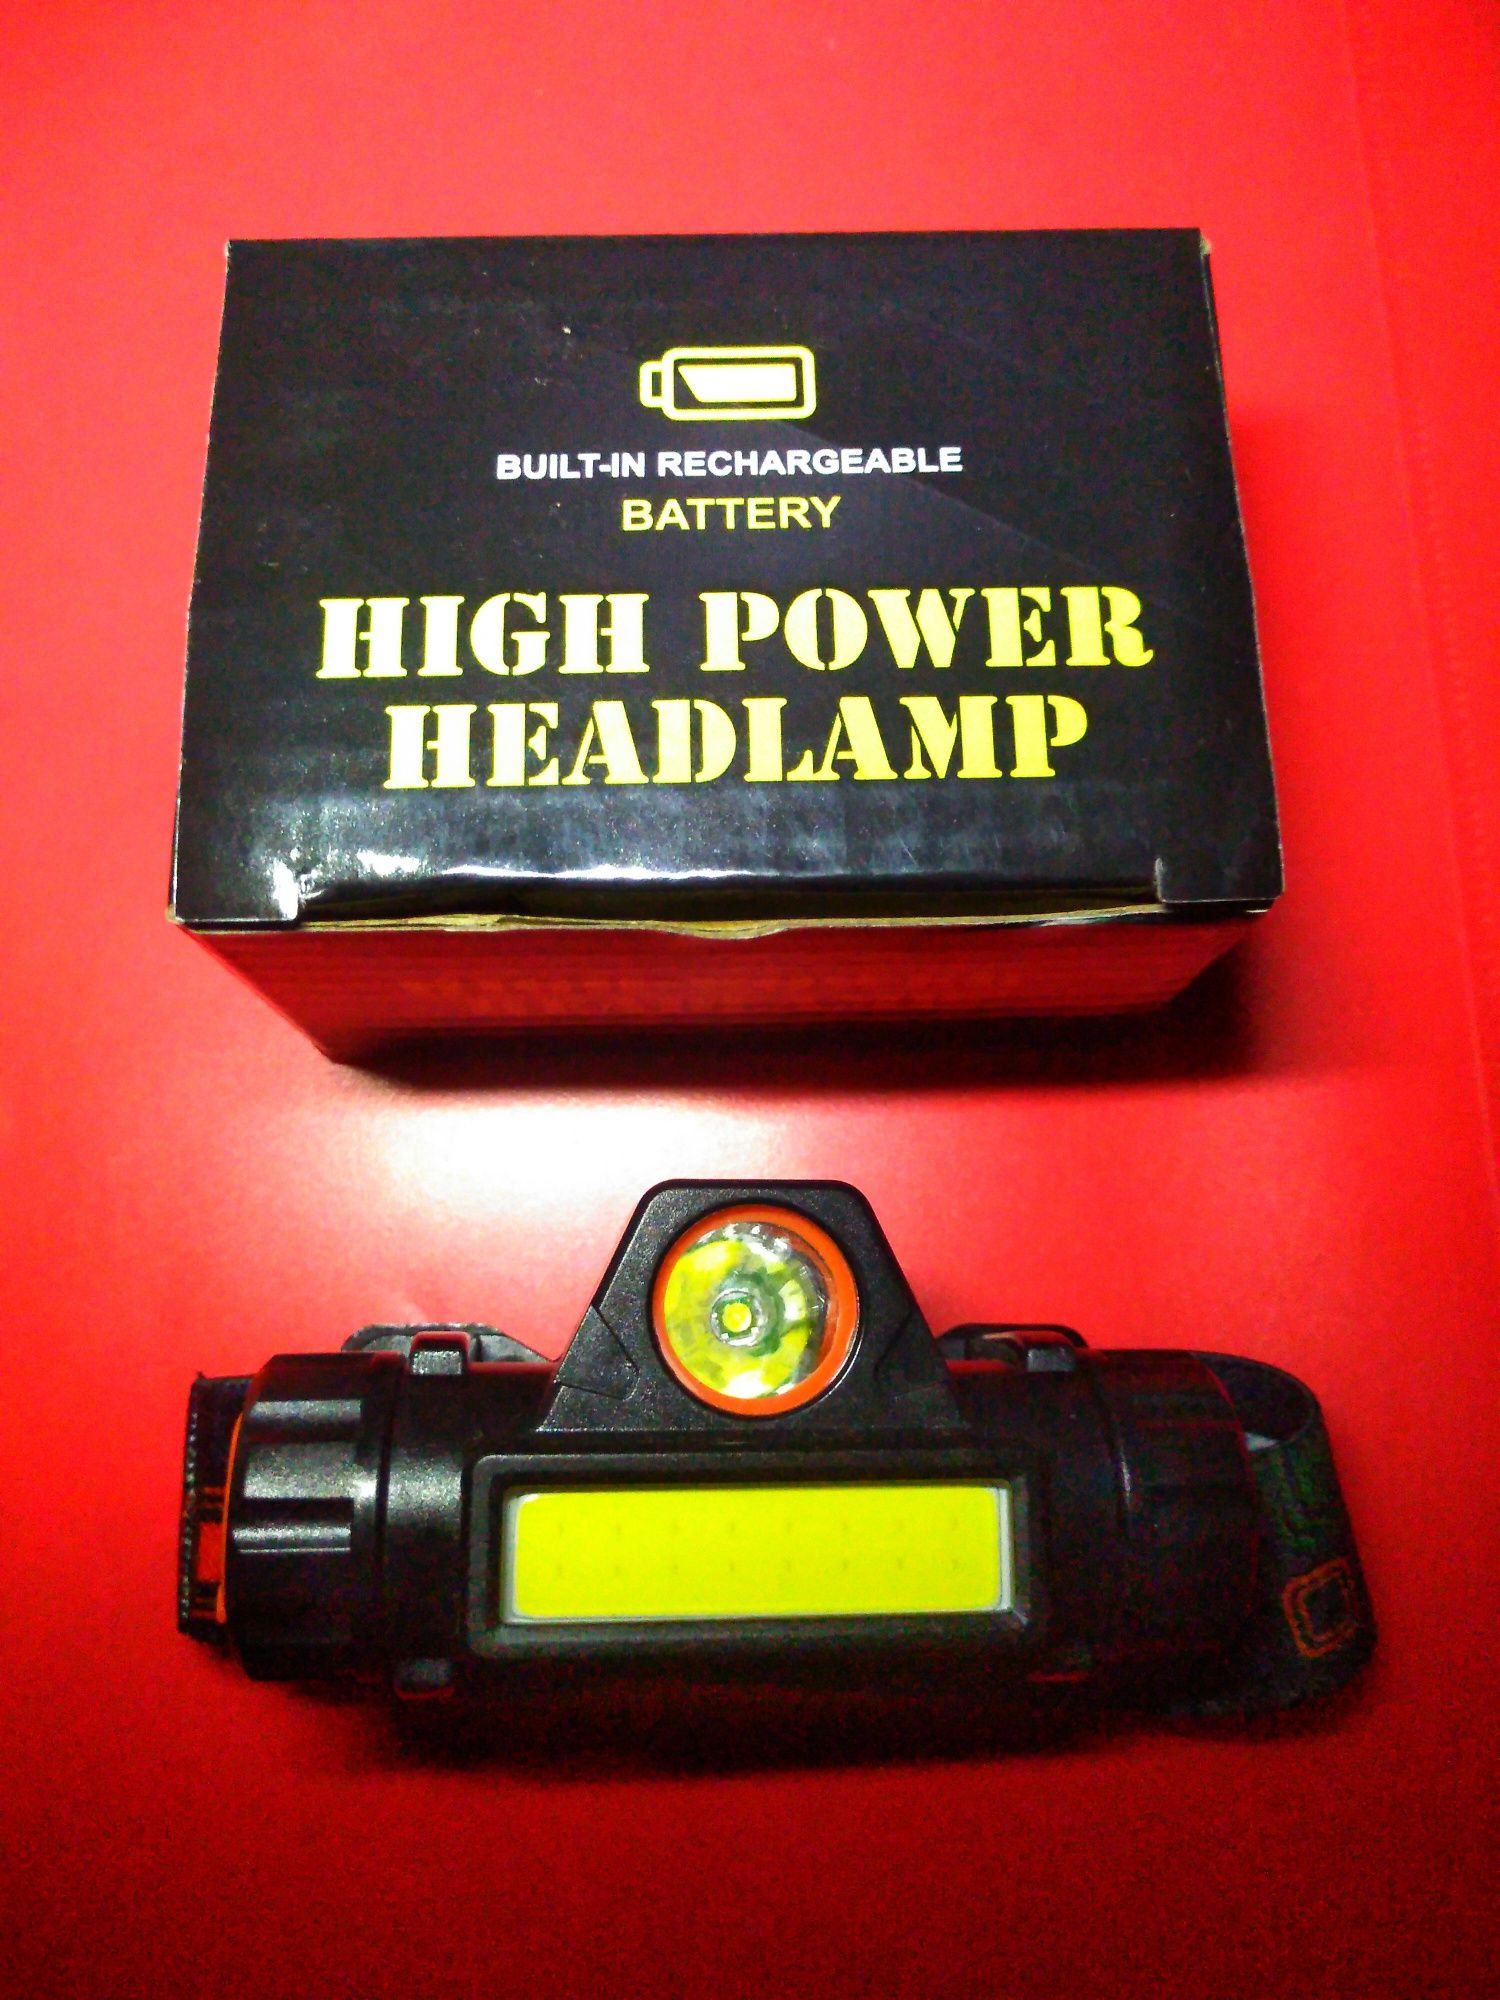 BUILT-IN RECHARGEABLE
BATTERY
HIGH POWER
HEADLAMP